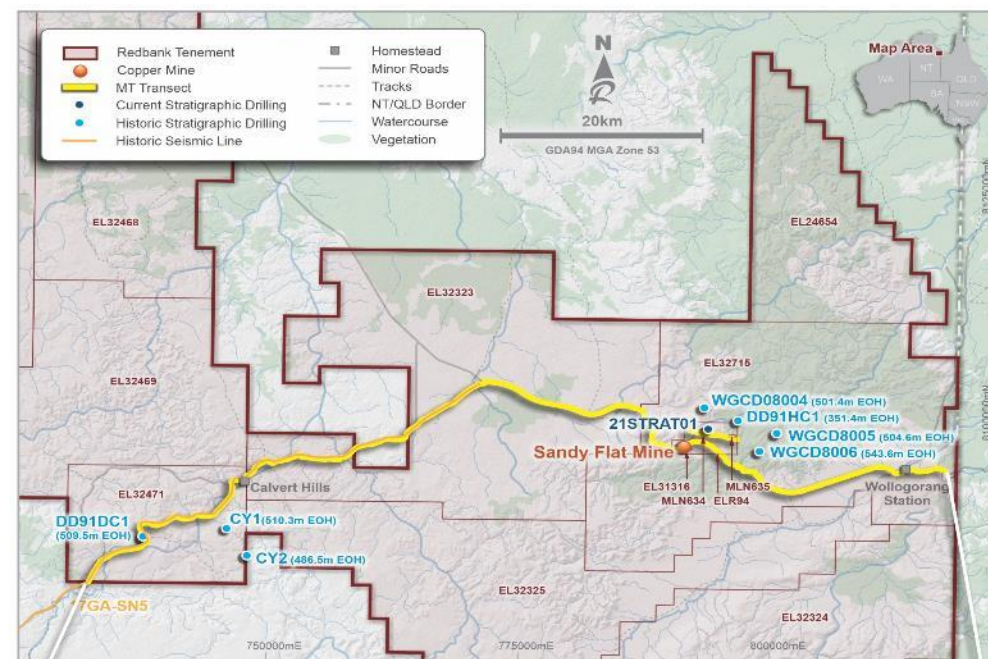 Redbank Tenement
Copper Mine
MT Transect
Current Stratigraphic Drilling
Historic Stratigraphic Drilling
Historic Seismic Line
Homestead
Minor Roads
Tracks
NT/QLD Border
Watercourse
Vegetation
N
20km
GDA94 MGA Zone 53
Map Area
WA
NT
QLD
SA
NSW
8125000mN
EL32468
EL24654
EL32323
EL32469
EL32715
WGCD08004 (501.4m EOH)
DD91HC1 (351.4m EOH)
21STRAT01
WGCD8005 (504.6m EOH)
8100000mN
Sandy Flat Mine
WGCD8006 (543.6m EOH)
EL31316
MLN634
MLN635
ELR94
Wollogorang
Station
EL32471
Calvert Hills
DD91DC1
(509.5m EOH)
CY1 (510.3m EOH)
CY2 (486.5m EOH)
17GA-SN5
EL32325
EL32324
750000mE
775000mE
800000mE